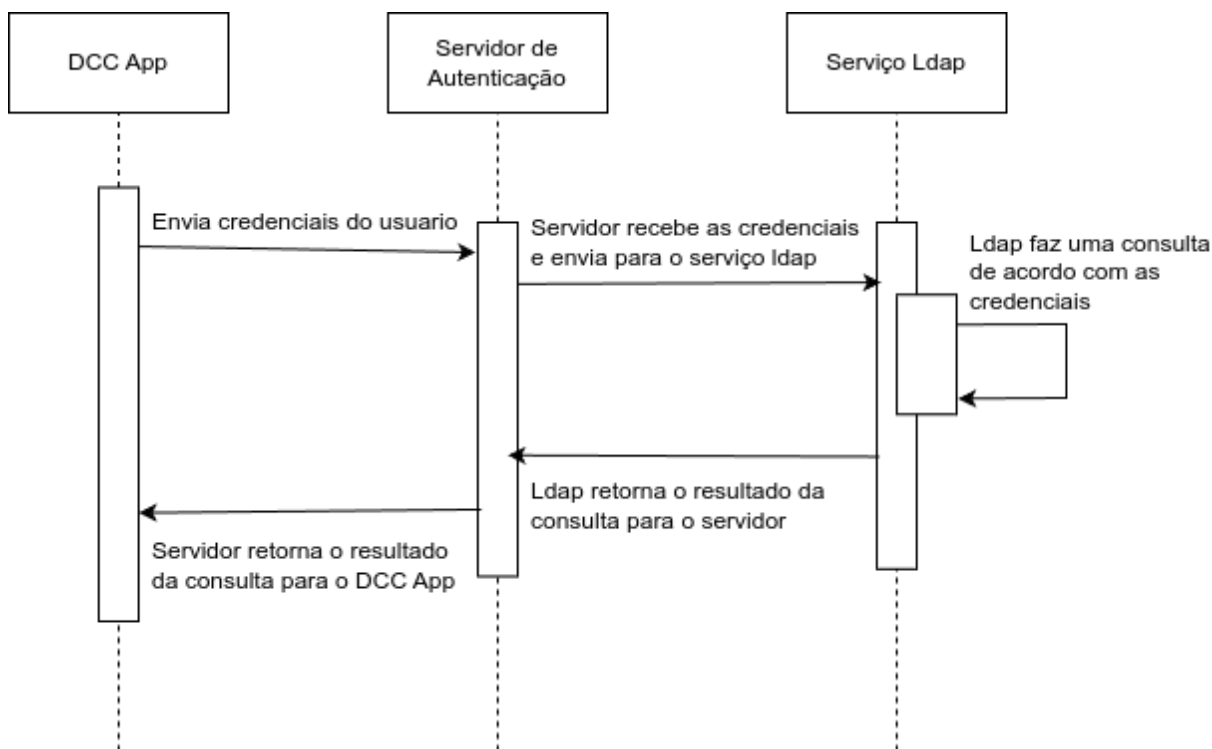 DCC App
Servidor de
Autenticação
Serviço Ldap
Envia credenciais do usuario
Servidor recebe as credenciais
e envia para o serviço ldap
Ldap faz uma consulta
de acordo com as
credenciais
Ldap retorna o resultado da
consulta para o servidor
Servidor retorna o resultado
da consulta para o DCC App